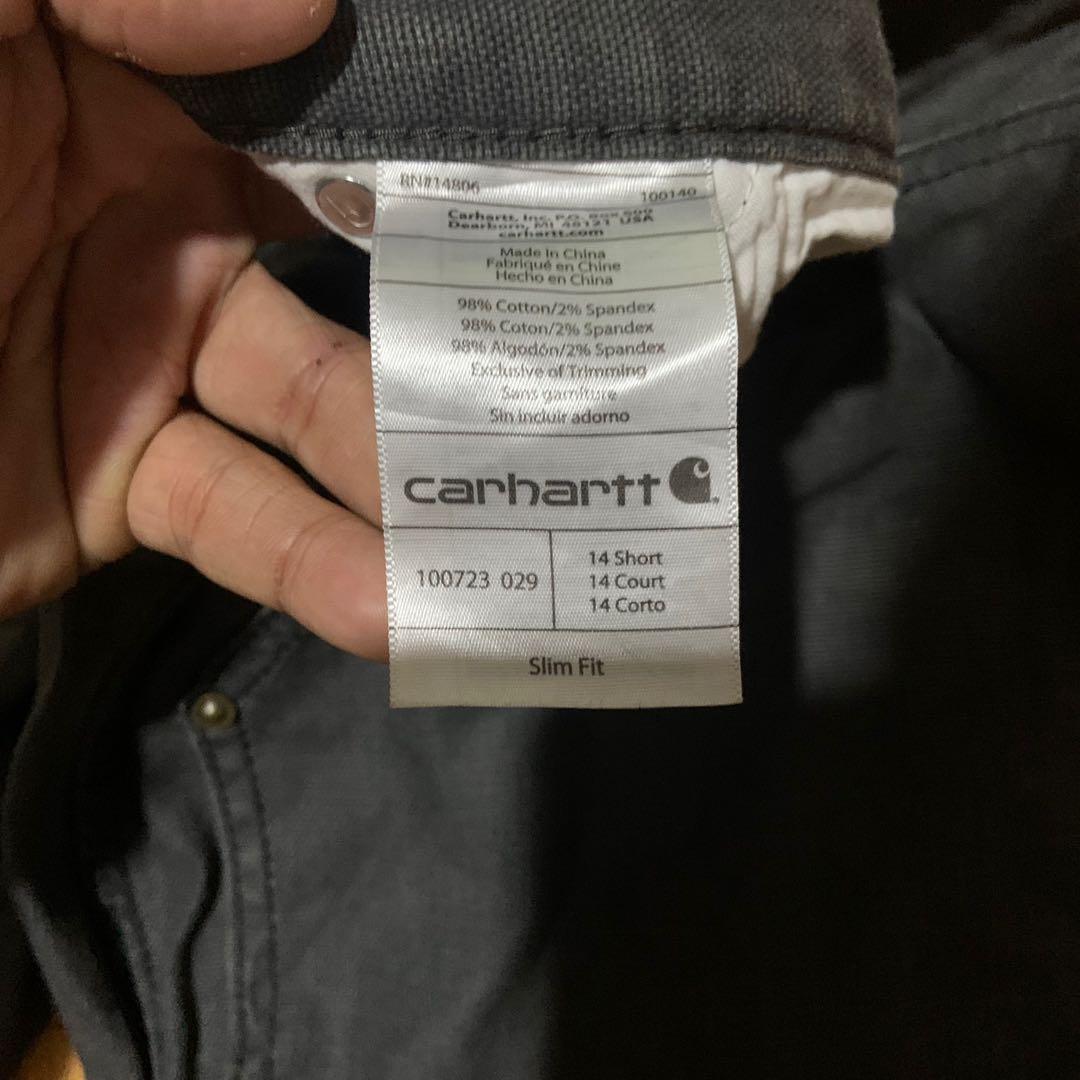 RN#14806
100140
Carhartt, Inc. P.O. Box 600
Dearborn, MI 48121 USA
carhartt.com
Made in China
Fabriqué en Chine
Hecho en China
98% Cotton/2% Spandex
98% Coton/2% Spandex
98% Algodón/2% Spandex
Exclusive of Trimming
Sans garniture
Sin incluir adorno
carhartt
100723 029
14 Short
14 Court
14 Corto
Slim Fit